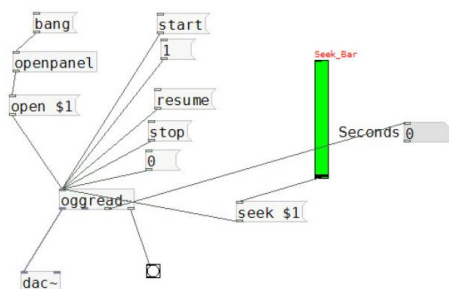 bang
start
1
openpanel
Seek_Bar
open $1
resume
stop
Seconds 0
0
oggread
seek $1
dac~